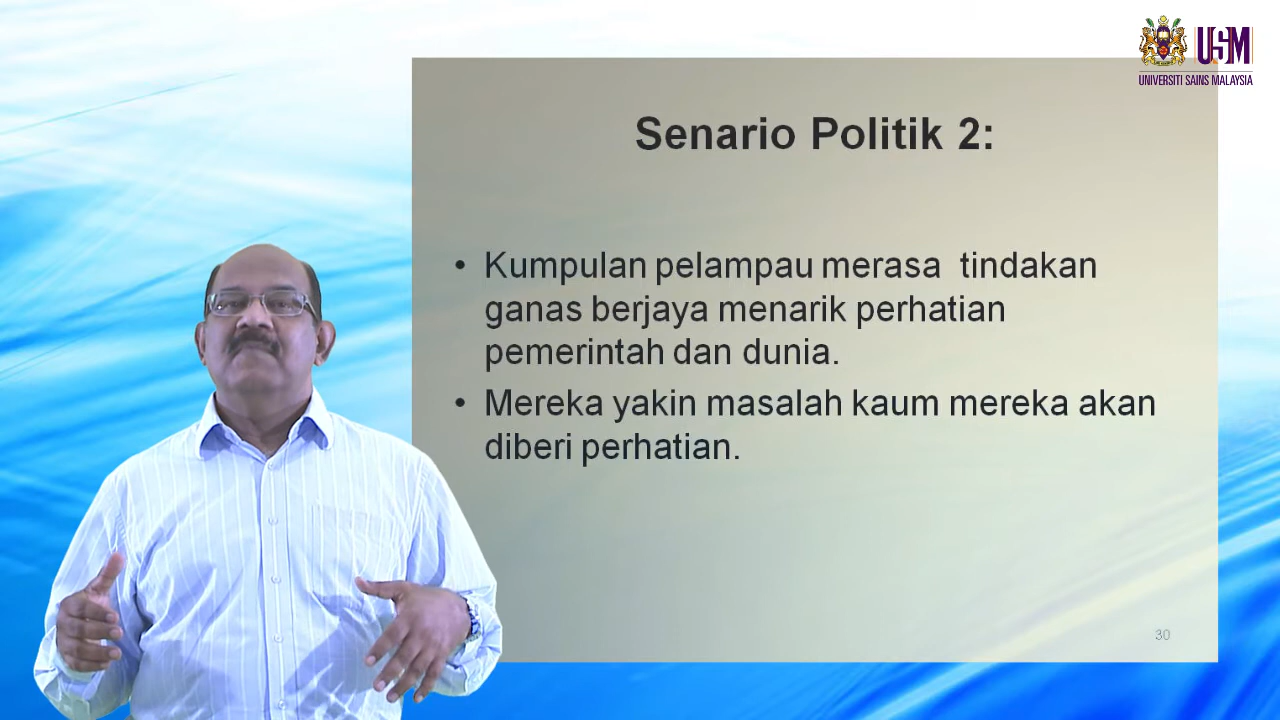 USM
UNIVERSITI SAINS MALAYSIA
Senario Politik 2:
• Kumpulan pelampau merasa  tindakan
ganas berjaya menarik perhatian
pemerintah dan dunia.
• Mereka yakin masalah kaum mereka akan
diberi perhatian.
30